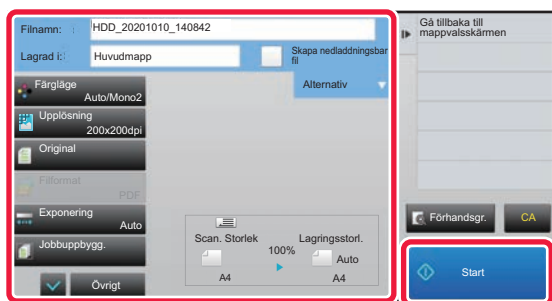 Filnamn:
HDD_20201010_140842
Lagrad i:
Huvudmapp
Skapa nedladdningsbar
fil
Alternativ
Färgläge
Auto/Mono2
Upplösning
200x200dpi
Original
Filformat
PDF
Exponering
Auto
Jobbuppbygg.
Övrigt
Scan. Storlek
A4
100%
Lagringsstorl.
Auto
A4
Gå tillbaka till
mappvalsskärmen
Förhandsgr.
CA
Start